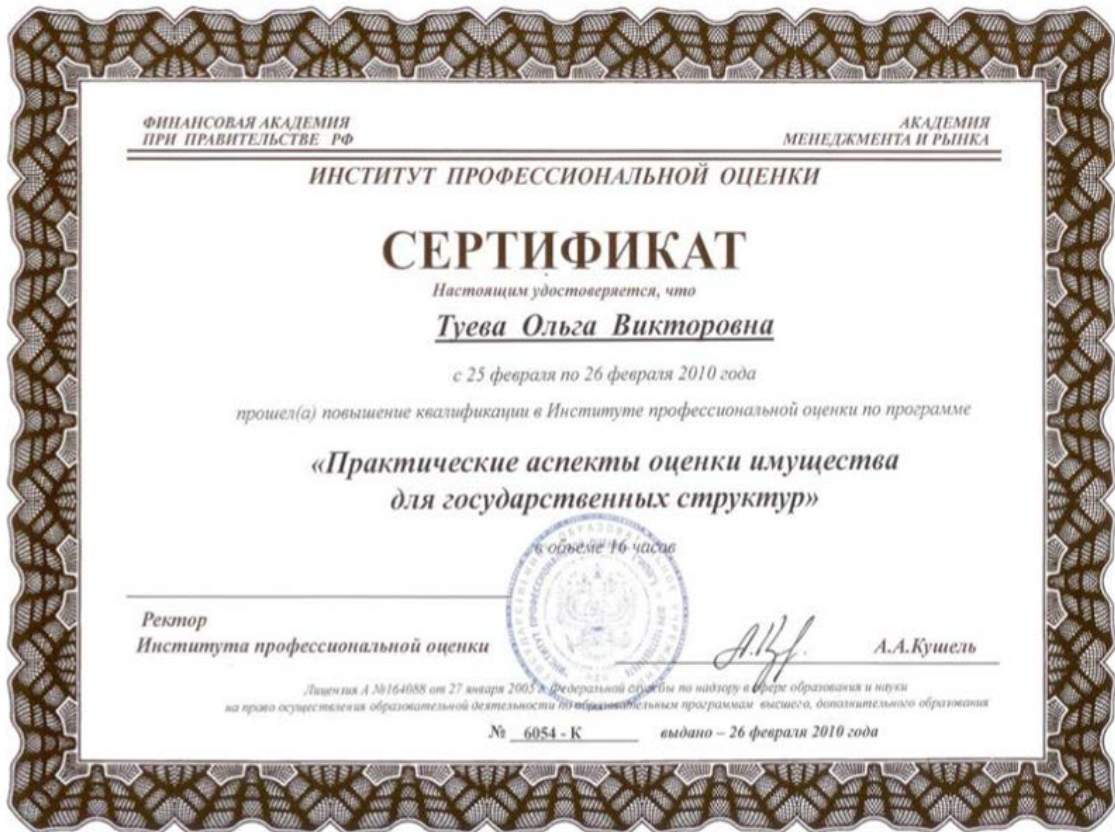 ФИНАНСОВАЯ АКАДЕМИЯ
ПРИ ПРАВИТЕЛЬСТВЕ РФ
АКАДЕМИЯ
МЕНЕДЖМЕНТА И РЫНКА
ИНСТИТУТ ПРОФЕССИОНАЛЬНОЙ ОЦЕНКИ
СЕРТИФИКАТ
Настоящим удостоверяется, что
Туева Ольга Викторовна
с 25 февраля по 26 февраля 2010 года
прошел(а) повышение квалификации в Институте профессиональной оценки по программе
«Практические аспекты оценки имущества
для государственных структур»
в объеме 16 часов
Ректор
Института профессиональной оценки
А.А.Кушель
Лицензия А №164088 от 27 января 2005 г. Федеральной службы по надзору в сфере образования и науки
на право осуществления образовательной деятельности по образовательным программам высшего, дополнительного образования
№ 6054 - К выдано – 26 февраля 2010 года